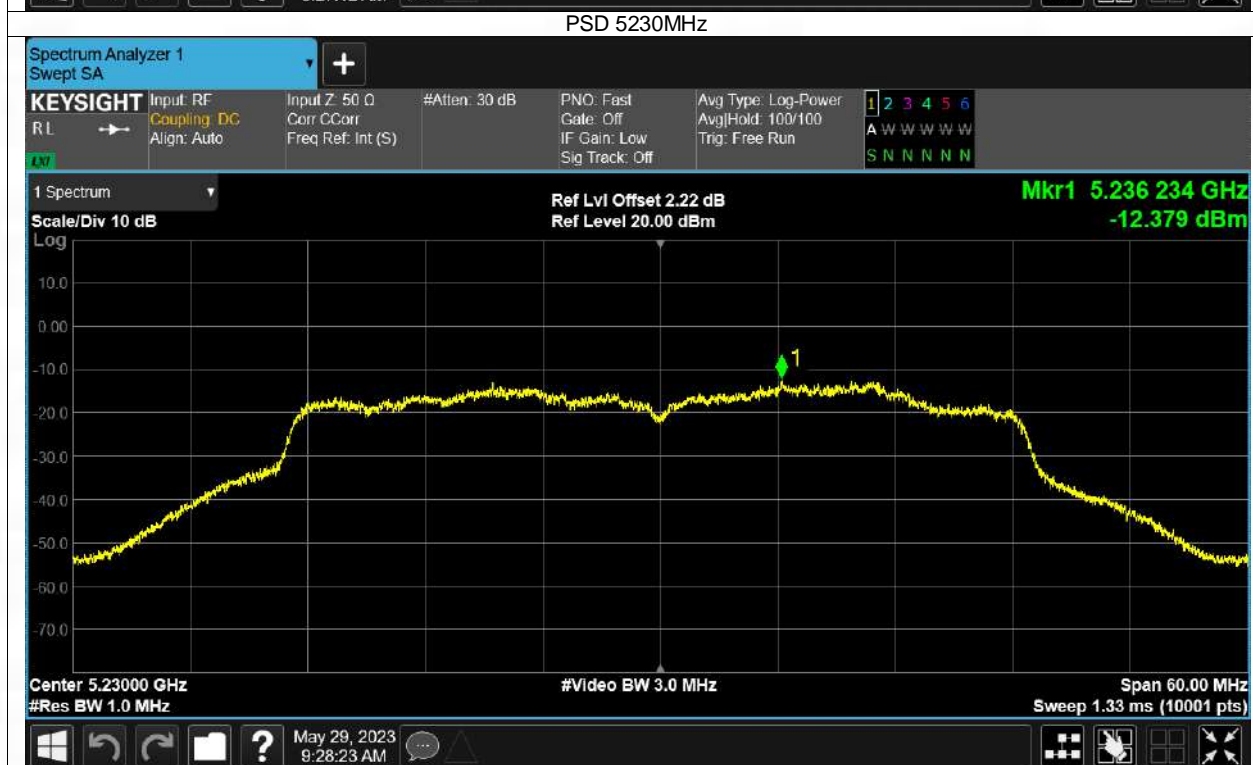 PSD 5230MHz
Spectrum Analyzer 1
Swept SA
+
KEYSIGHT
RL
LXI
Input: RF
Coupling: DC
Align: Auto
Input Z: 50 Ω
Corr CCorr
Freq Ref: Int (S)
#Atten: 30 dB
PNO: Fast
Gate: Off
IF Gain: Low
Sig Track: Off
Avg Type: Log-Power
Avg|Hold: 100/100
Trig: Free Run
1 2 3 4 5 6
A W W W W W
S N N N N N
1 Spectrum
Scale/Div 10 dB
Log
Ref Lvl Offset 2.22 dB
Ref Level 20.00 dBm
Mkr1 5.236 234 GHz
-12.379 dBm
10.0
0.00
-10.0
-20.0
-30.0
-40.0
-50.0
-60.0
-70.0
1
Center 5.23000 GHz
#Res BW 1.0 MHz
#Video BW 3.0 MHz
Span 60.00 MHz
Sweep 1.33 ms (10001 pts)
?
May 29, 2023
9:28:23 AM